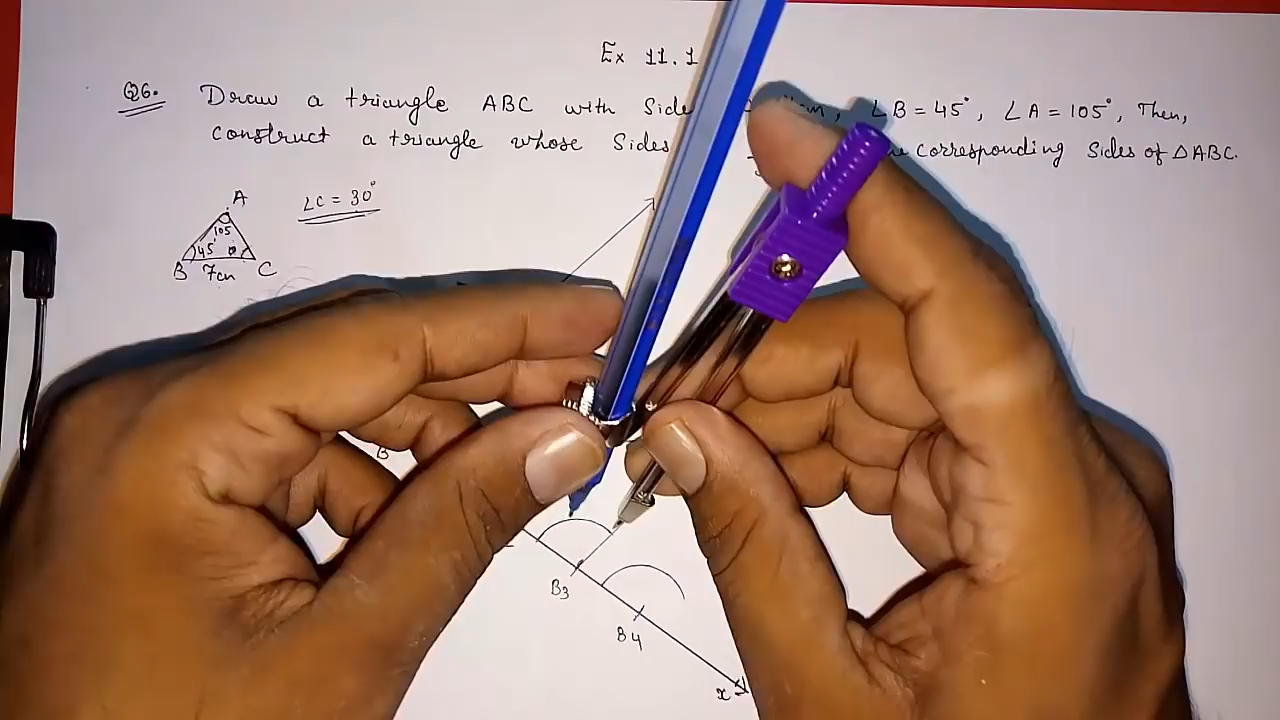 Ex 11.1
Q6. Draw a triangle ABC with Side , ∠B = 45°, ∠A = 105°, Then,
construct a triangle whose Sides corresponding Sides of △ABC.
A
∠C = 30°
105
45°
B 7cm C
B
B3
B4
x